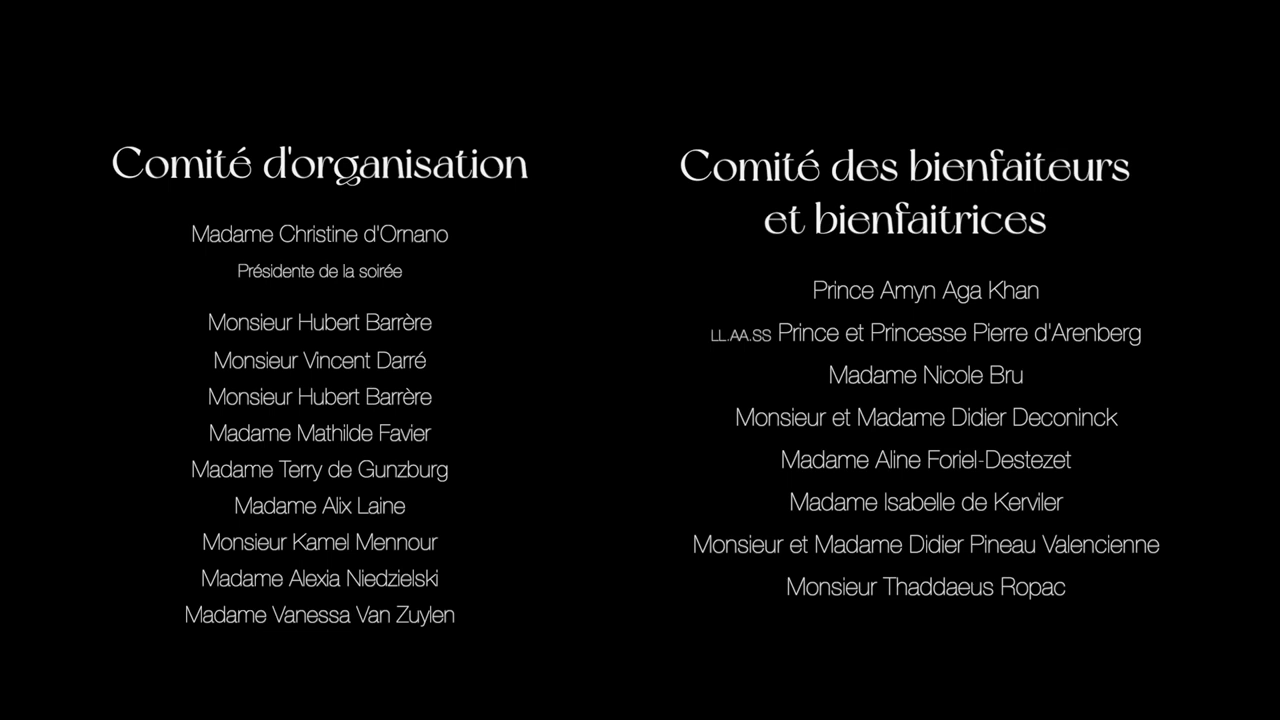 Comité d'organisation
Madame Christine d'Ornano
Présidente de la soirée
Monsieur Hubert Barrère
Monsieur Vincent Darré
Monsieur Hubert Barrère
Madame Mathilde Favier
Madame Terry de Gunzburg
Madame Alix Laine
Monsieur Kamel Mennour
Madame Alexia Niedzielski
Madame Vanessa Van Zuylen
Comité des bienfaiteurs
et bienfaitrices
Prince Amyn Aga Khan
LL.AA.SS Prince et Princesse Pierre d'Arenberg
Madame Nicole Bru
Monsieur et Madame Didier Deconinck
Madame Aline Foriel-Destezet
Madame Isabelle de Kerviler
Monsieur et Madame Didier Pineau Valencienne
Monsieur Thaddaeus Ropac